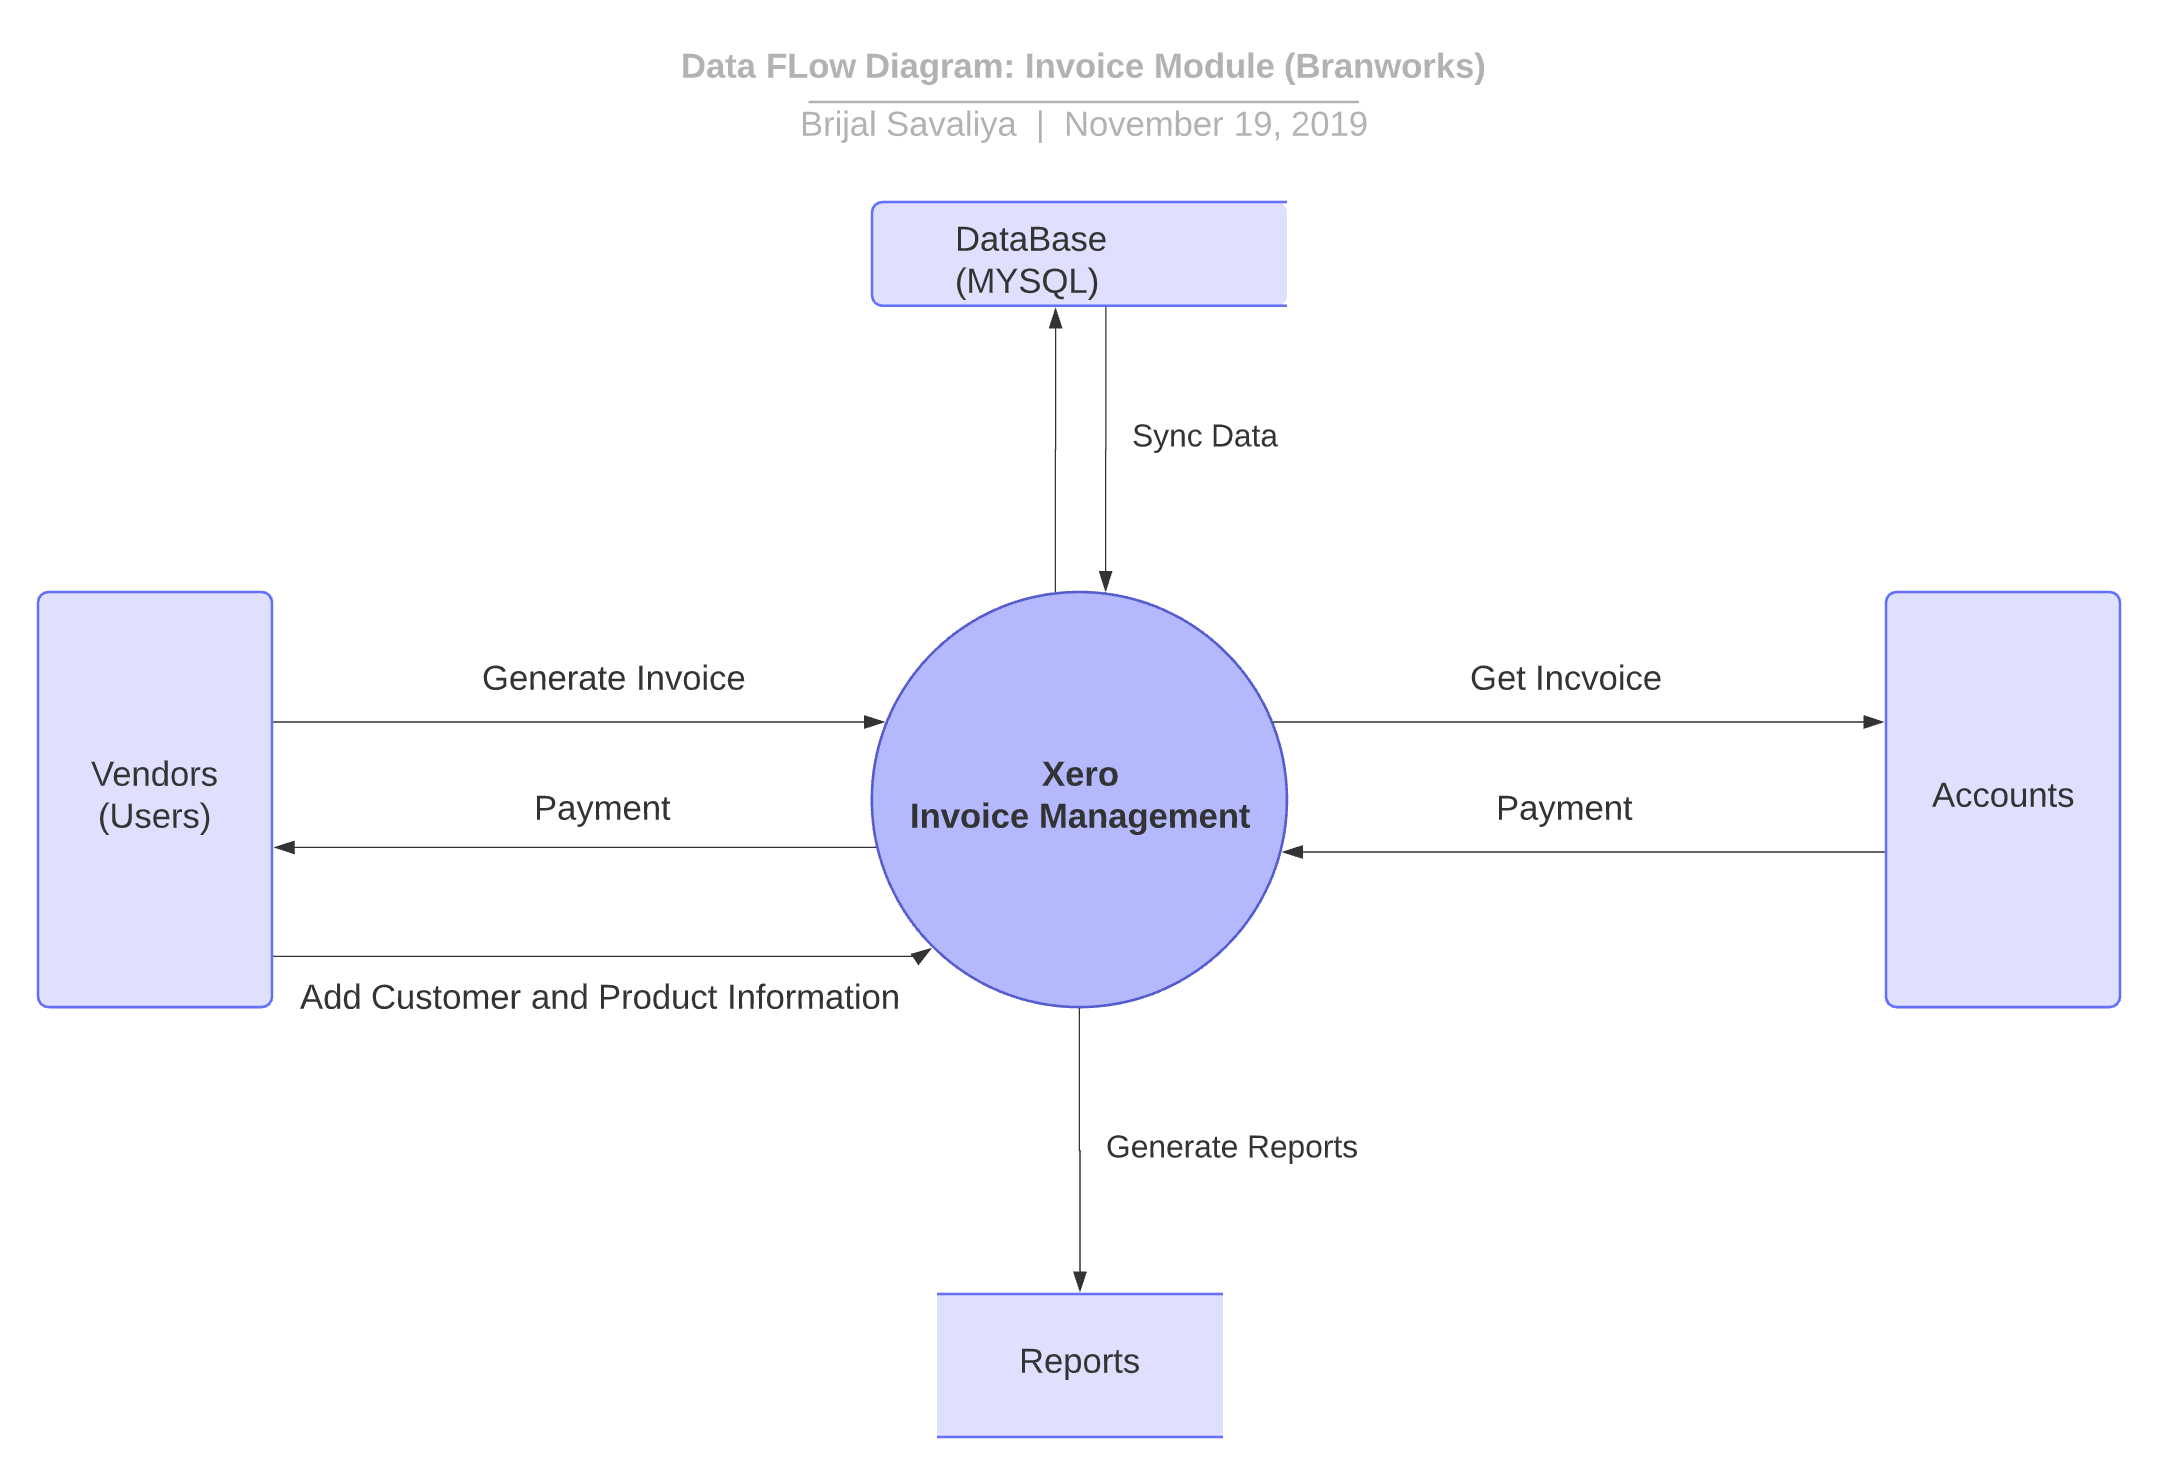 Data FLow Diagram: Invoice Module (Branworks)
Brijal Savaliya | November 19, 2019
DataBase
(MYSQL)
Sync Data
Generate Invoice
Get Incvoice
Vendors
(Users)
Xero
Invoice Management
Accounts
Payment
Payment
Add Customer and Product Information
Generate Reports
Reports